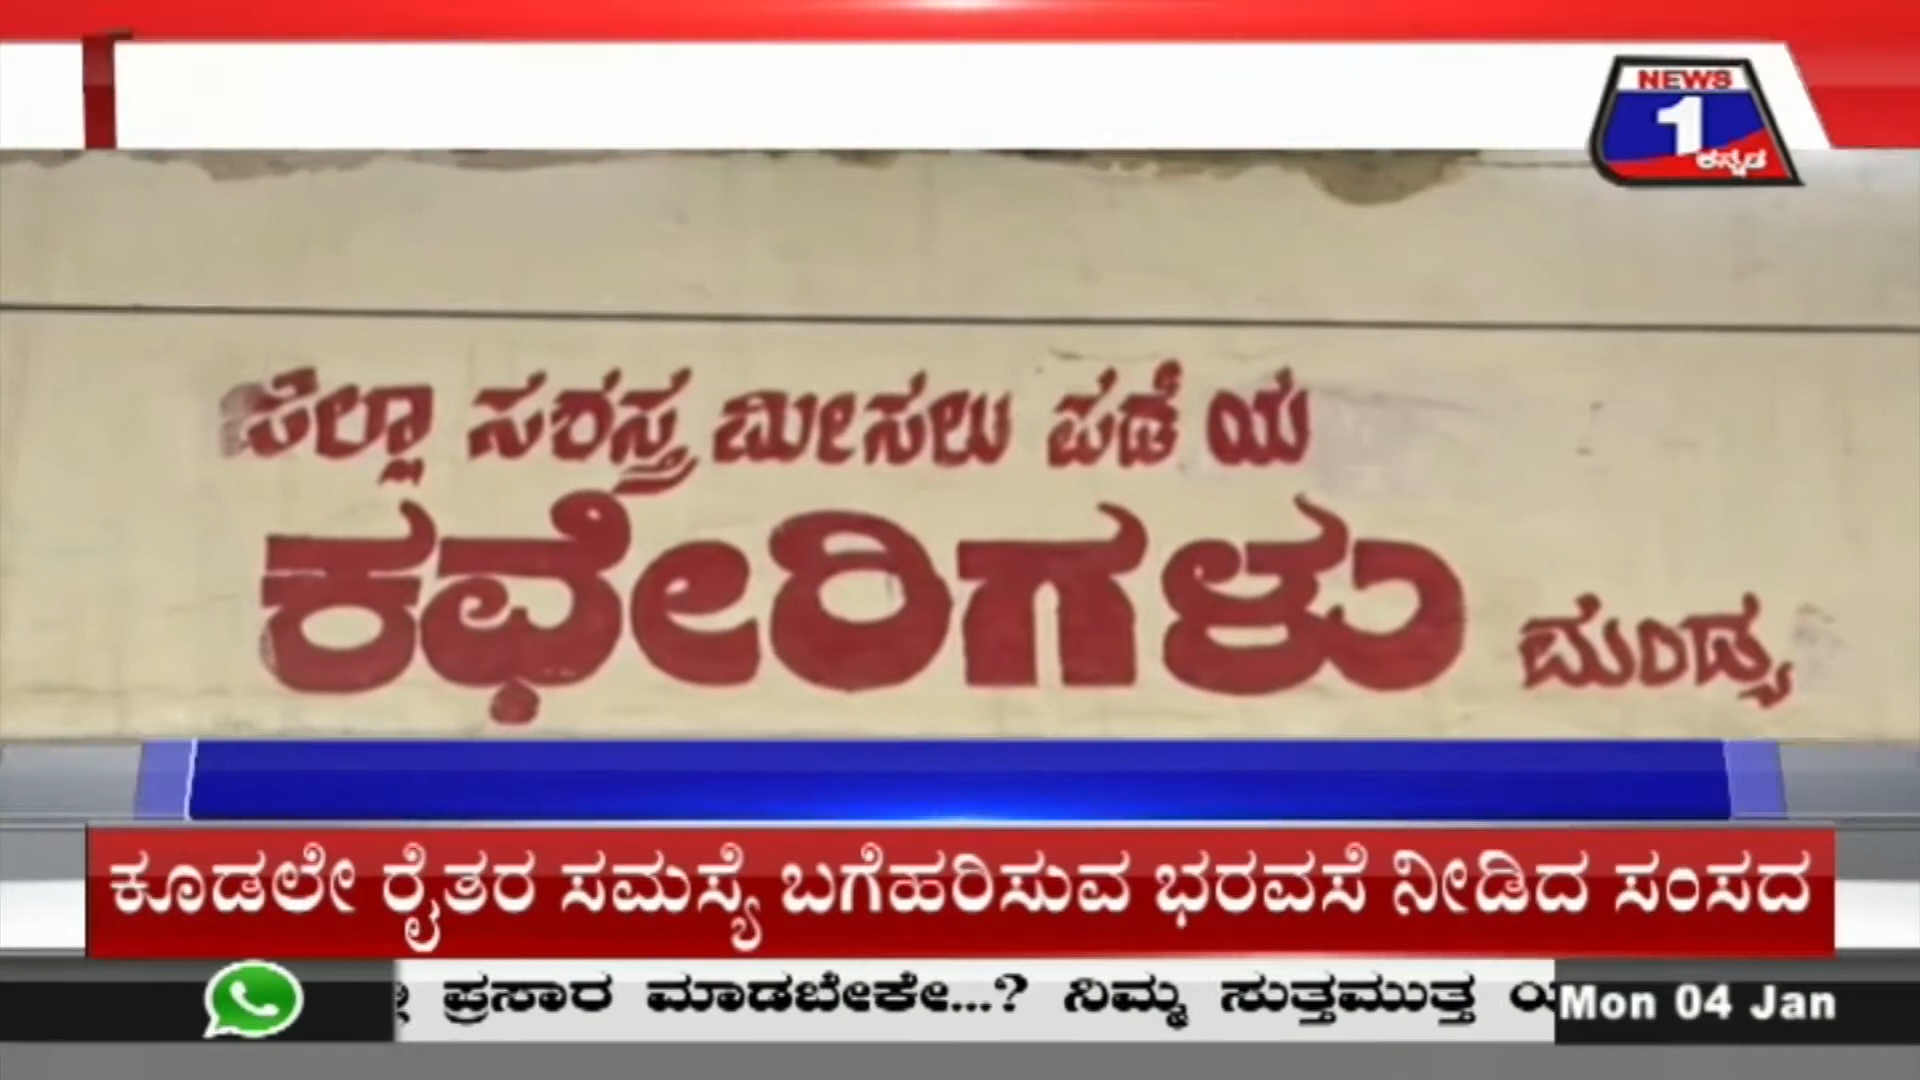 NEWS
1
ಕನ್ನಡ
ಜಿಲ್ಲಾ ಸಶಸ್ತ್ರ ಮೀಸಲು ಪಡೆ ಯ
ಕಛೇರಿಗಳು ಮಂಡ್ಯ
ಕೂಡಲೇ ರೈತರ ಸಮಸ್ಯೆ ಬಗೆಹರಿಸುವ ಭರವಸೆ ನೀಡಿದ ಸಂಸದ
ಪ್ರಸಾರ ಮಾಡಬೇಕೇ...? ನಿಮ್ಮ ಸುತ್ತಮುತ್ತ Mon 04 Jan